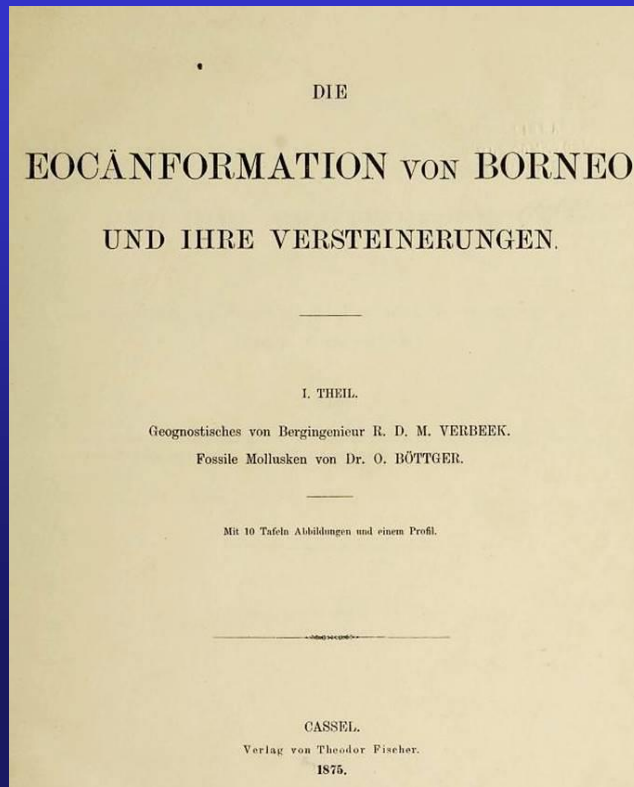 DIE
EOCÄNFORMATION VON BORNEO
UND IHRE VERSTEINERUNGEN.
I. THEIL.
Geognostisches von Bergingenieur R. D. M. VERBEEK.
Fossile Mollusken von Dr. O. BÖTTGER.
Mit 10 Tafeln Abbildungen und einem Profil.
CASSEL.
Verlag von Theodor Fischer.
1875.